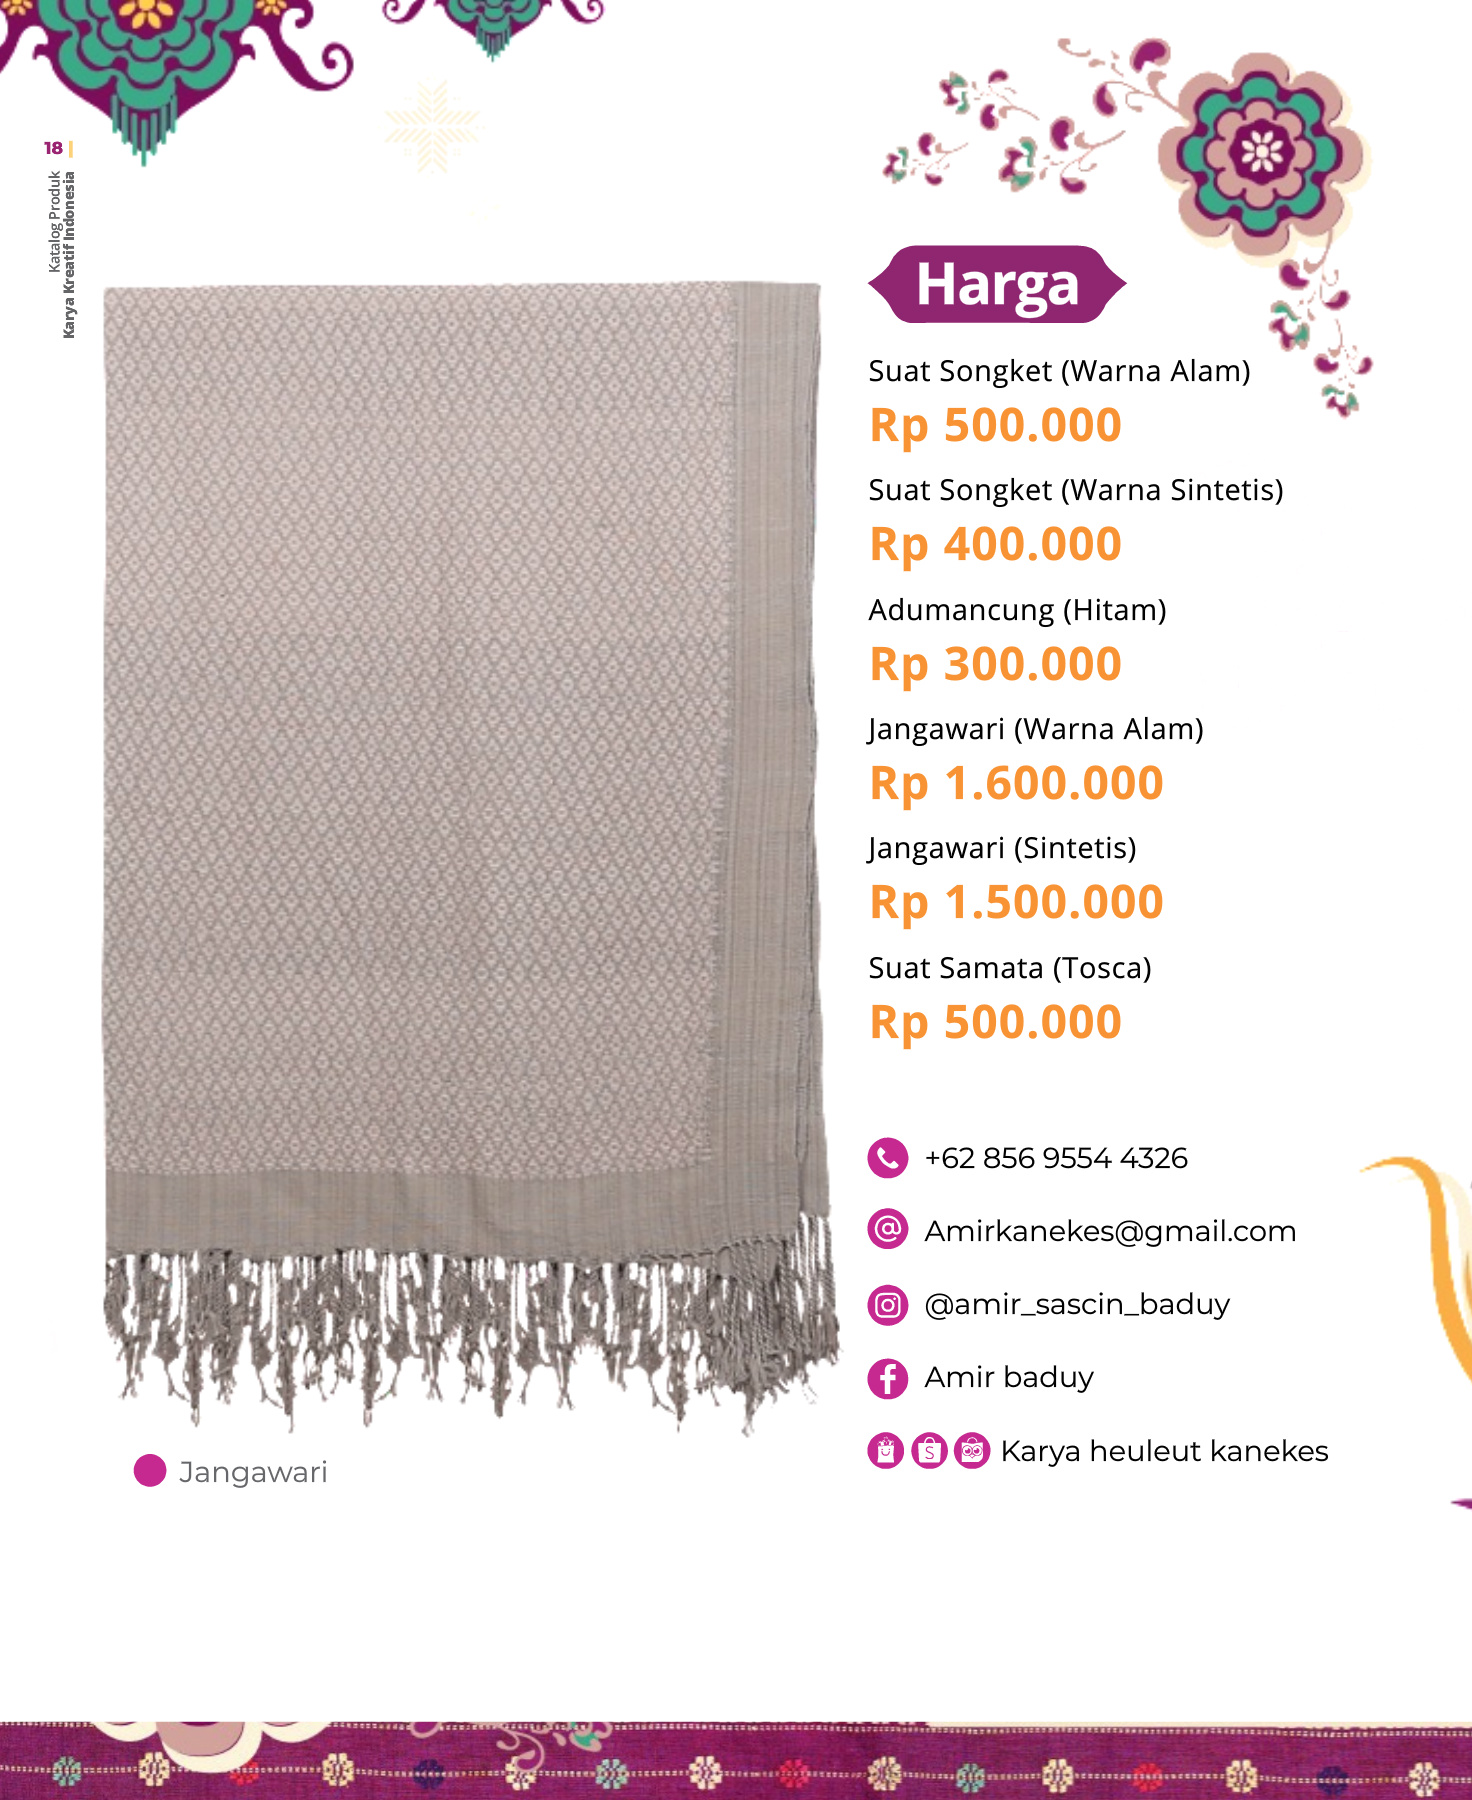 18
Katalog Produk
Karya Kreatif Indonesia
Harga
Suat Songket (Warna Alam)
Rp 500.000
Suat Songket (Warna Sintetis)
Rp 400.000
Adumancung (Hitam)
Rp 300.000
Jangawari (Warna Alam)
Rp 1.600.000
Jangawari (Sintetis)
Rp 1.500.000
Suat Samata (Tosca)
Rp 500.000
+62 856 9554 4326
Amirkanekes@gmail.com
@amir_sascin_baduy
Amir baduy
Karya heuleut kanekes
Jangawari